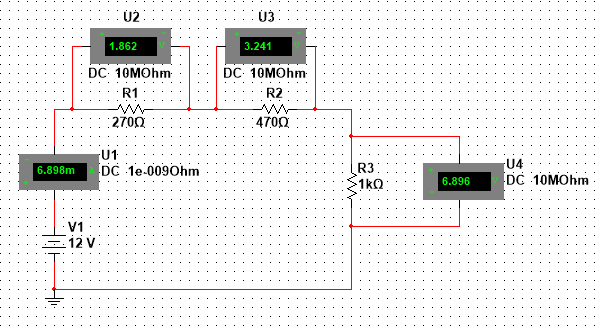 U2
1.862
DC 10MOhm
R1
270Ω
U3
3.241
DC 10MOhm
R2
470Ω
U1
6.898m
DC 1e-009Ohm
V1
12 V
R3
1kΩ
U4
6.896
DC 10MOhm